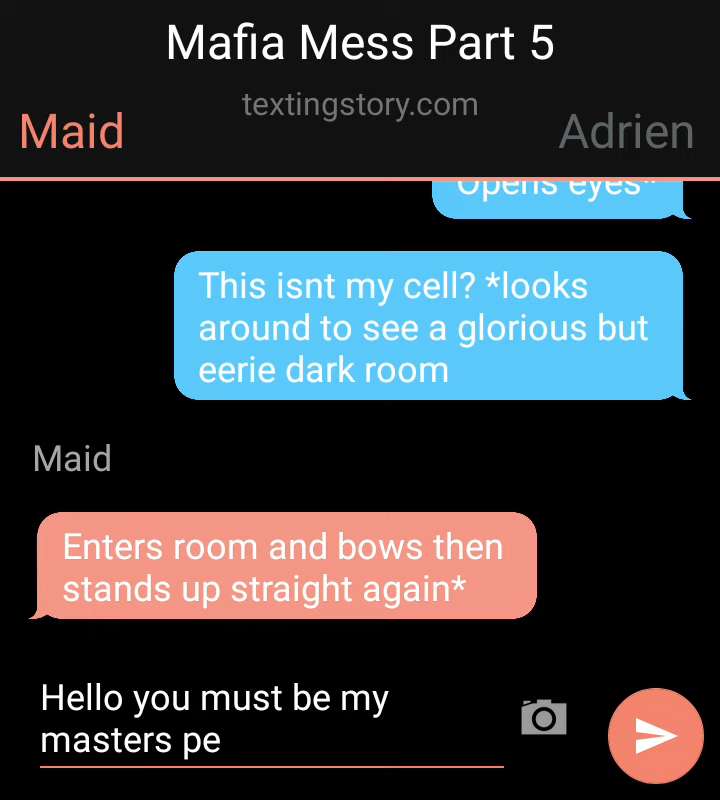 Mafia Mess Part 5
textingstory.com
Maid
Adrien
Opens eyes*
This isnt my cell? *looks
around to see a glorious but
eerie dark room
Maid
Enters room and bows then
stands up straight again*
Hello you must be my
masters pe